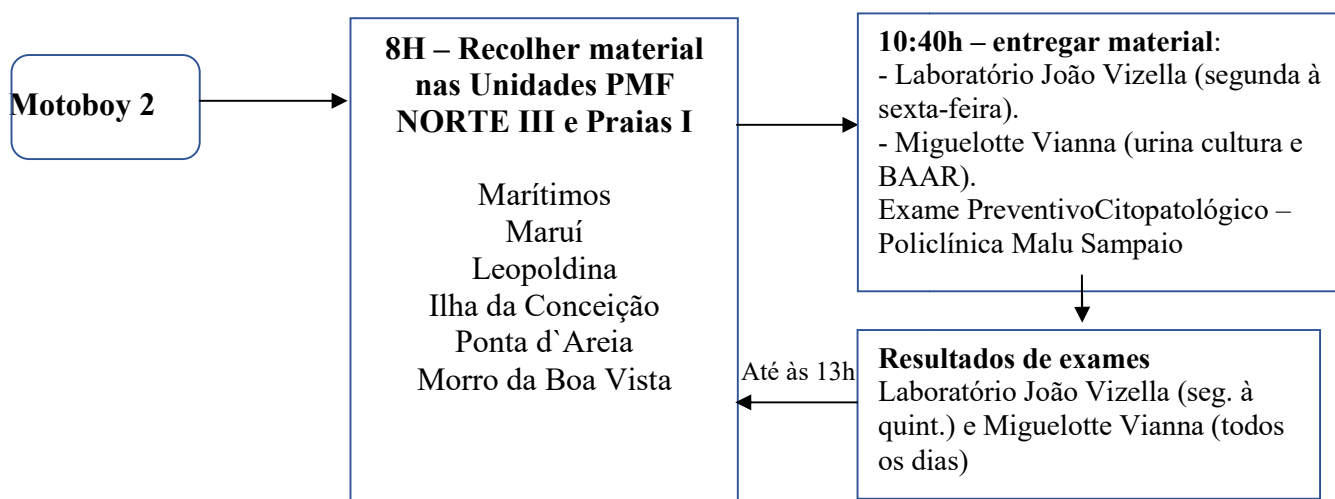 Motoboy 2
8H – Recolher material
nas Unidades PMF
NORTE III e Praias I
Marítimos
Maruí
Leopoldina
Ilha da Conceição
Ponta d`Areia
Morro da Boa Vista
10:40h – entregar material:
- Laboratório João Vizella (segunda à
sexta-feira).
- Miguelotte Vianna (urina cultura e
BAAR).
Exame PreventivoCitopatológico –
Policlínica Malu Sampaio
Até às 13h
Resultados de exames
Laboratório João Vizella (seg. à
quint.) e Miguelotte Vianna (todos
os dias)